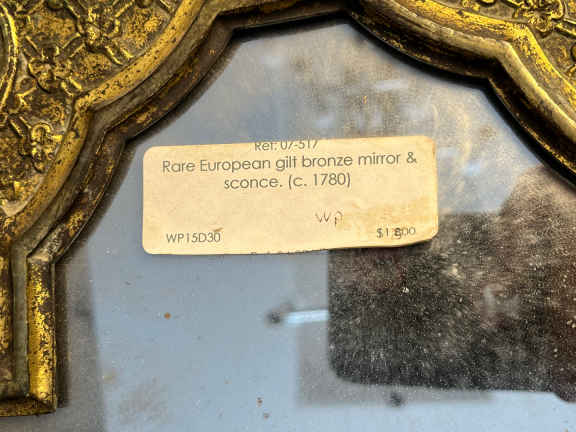 Ref: 07-517
Rare European gilt bronze mirror &
sconce. (c. 1780)
WP
WP15D30